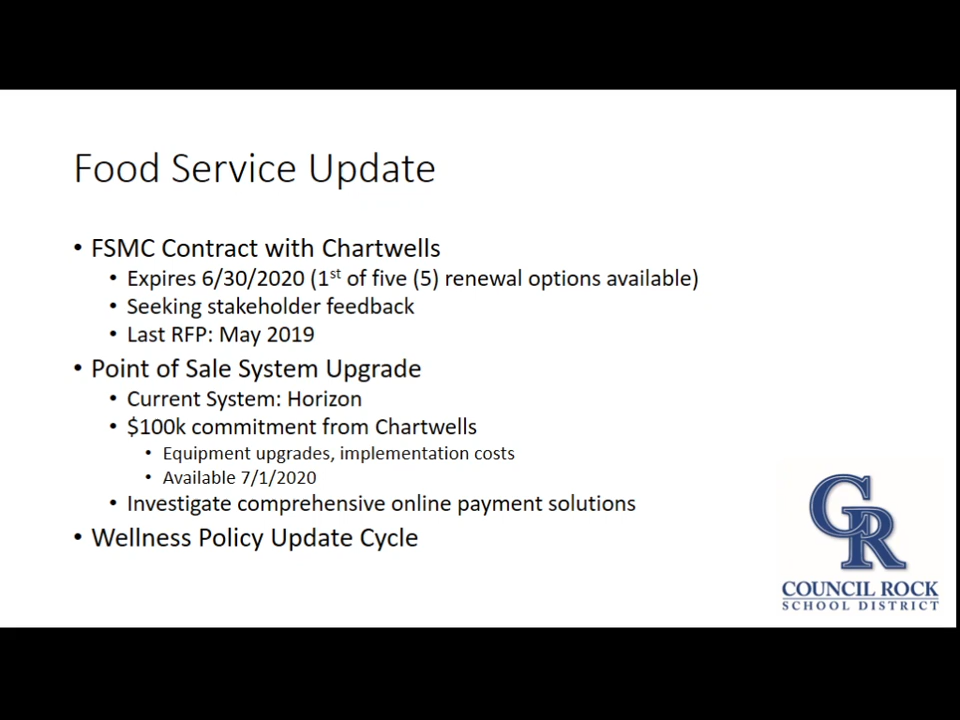 Food Service Update
• FSMC Contract with Chartwells
• Expires 6/30/2020 (1st of five (5) renewal options available)
• Seeking stakeholder feedback
• Last RFP: May 2019
• Point of Sale System Upgrade
• Current System: Horizon
• $100k commitment from Chartwells
• Equipment upgrades, implementation costs
• Available 7/1/2020
• Investigate comprehensive online payment solutions
• Wellness Policy Update Cycle
CR
COUNCIL ROCK
SCHOOL DISTRICT